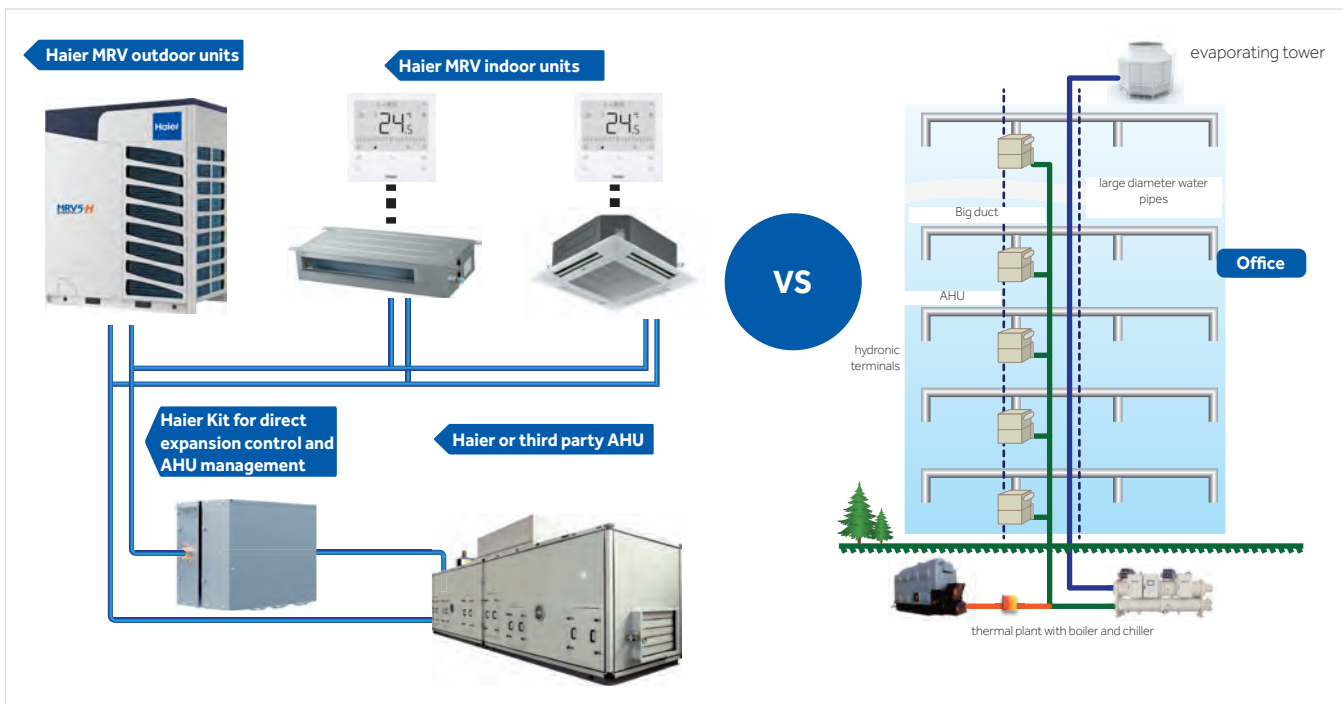 Haier MRV outdoor units
Haier MRV indoor units
Haier
MRV5-H
24.5
24.5
Haier Kit for direct
expansion control and
AHU management
Haier or third party AHU
VS
evaporating tower
large diameter water
pipes
Big duct
Office
AHU
hydronic
terminals
thermal plant with boiler and chiller